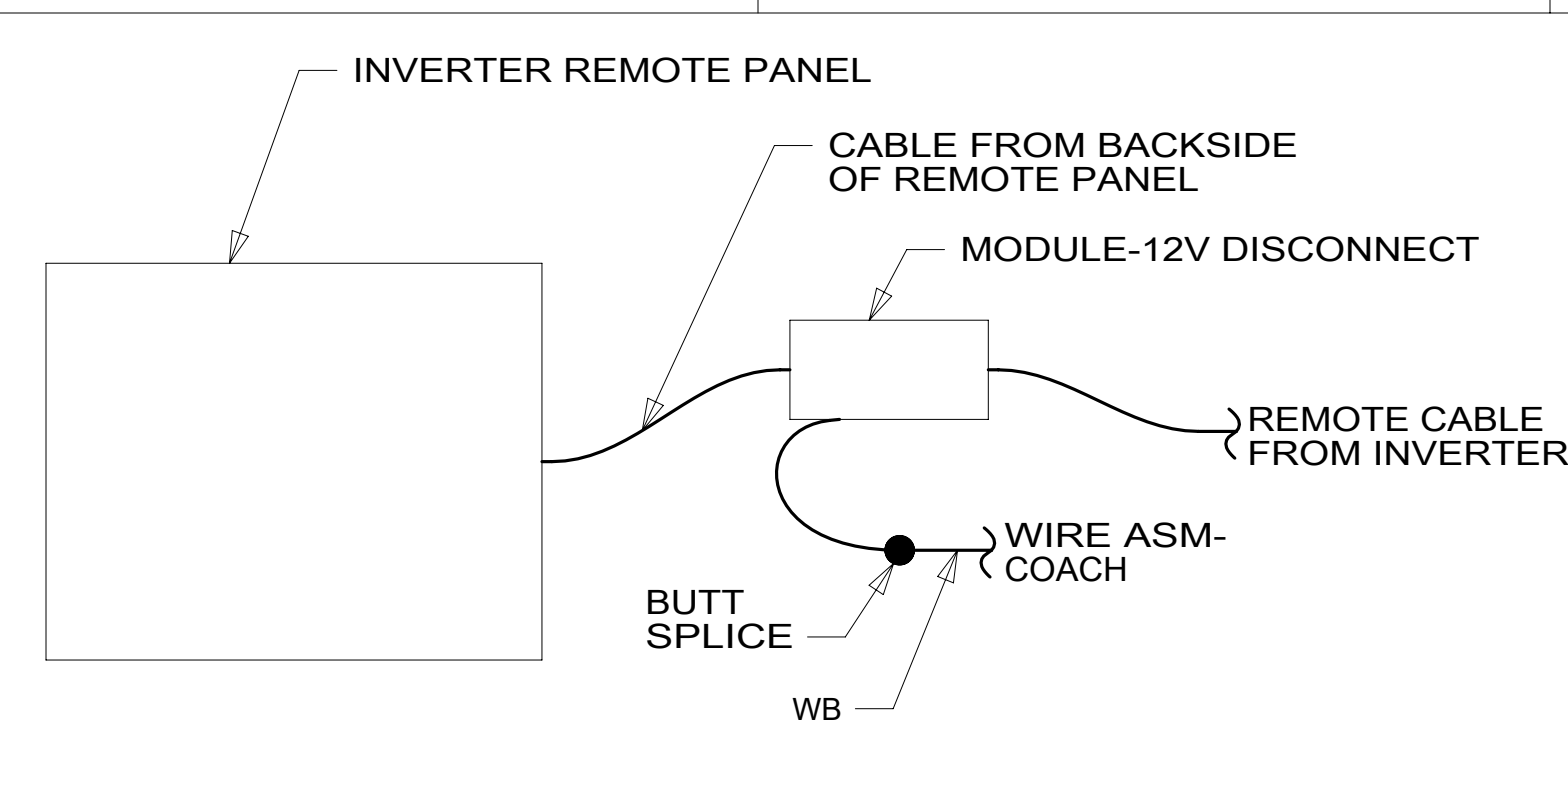 INVERTER REMOTE PANEL
CABLE FROM BACKSIDE
OF REMOTE PANEL
MODULE-12V DISCONNECT
REMOTE CABLE
FROM INVERTER
WIRE ASM-
COACH
BUTT
SPLICE
WB